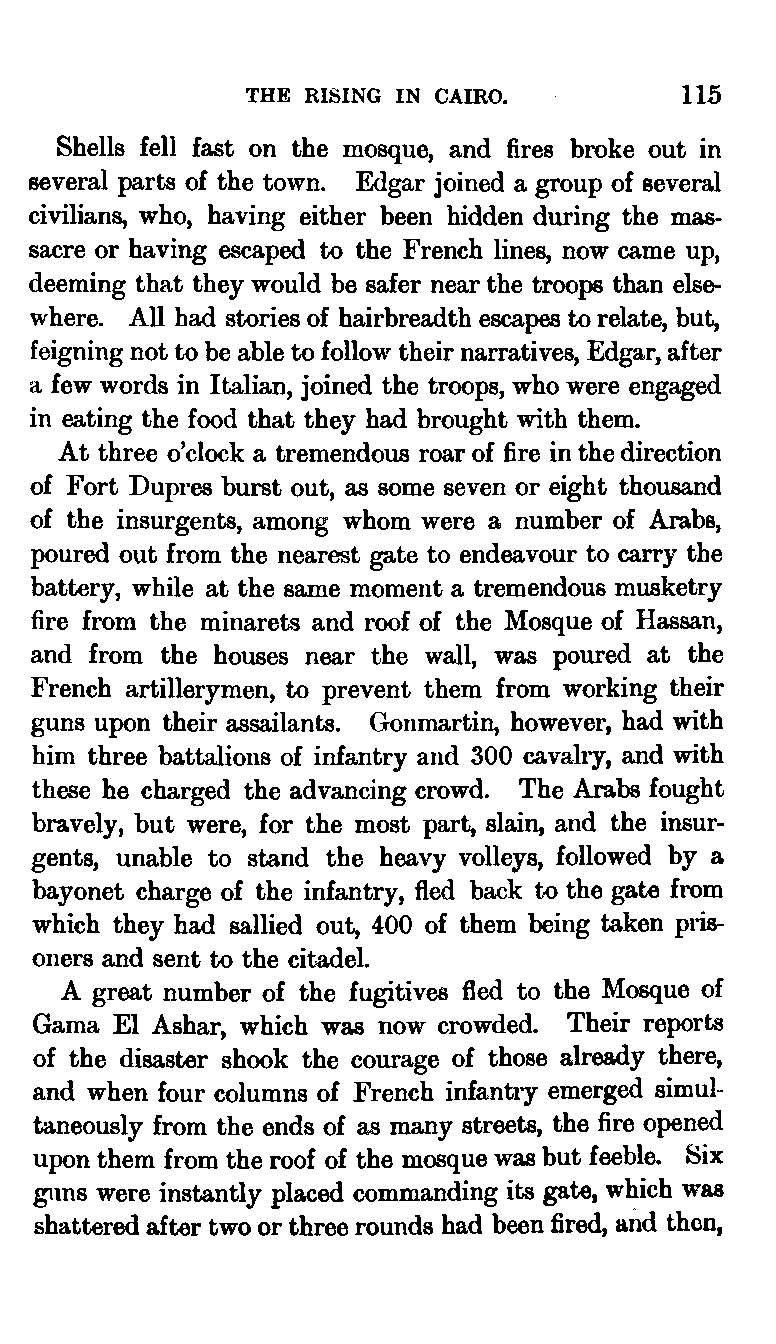 THE RISING IN CAIRO. 115
Shells fell fast on the mosque, and fires broke out in
several parts of the town. Edgar joined a group of several
civilians, who, having either been hidden during the mas-
sacre or having escaped to the French lines, now came up,
deeming that they would be safer near the troops than else-
where. All had stories of hairbreadth escapes to relate, but,
feigning not to be able to follow their narratives, Edgar, after
a few words in Italian, joined the troops, who were engaged
in eating the food that they had brought with them.
At three o'clock a tremendous roar of fire in the direction
of Fort Dupres burst out, as some seven or eight thousand
of the insurgents, among whom were a number of Arabs,
poured out from the nearest gate to endeavour to carry the
battery, while at the same moment a tremendous musketry
fire from the minarets and roof of the Mosque of Hassan,
and from the houses near the wall, was poured at the
French artillerymen, to prevent them from working their
guns upon their assailants. Gonmartin, however, had with
him three battalions of infantry and 300 cavalry, and with
these he charged the advancing crowd. The Arabs fought
bravely, but were, for the most part, slain, and the insur-
gents, unable to stand the heavy volleys, followed by a
bayonet charge of the infantry, fled back to the gate from
which they had sallied out, 400 of them being taken pris-
oners and sent to the citadel.
A great number of the fugitives fled to the Mosque of
Gama El Ashar, which was now crowded. Their reports
of the disaster shook the courage of those already there,
and when four columns of French infantry emerged simul-
taneously from the ends of as many streets, the fire opened
upon them from the roof of the mosque was but feeble. Six
guns were instantly placed commanding its gate, which was
shattered after two or three rounds had been fired, and then,